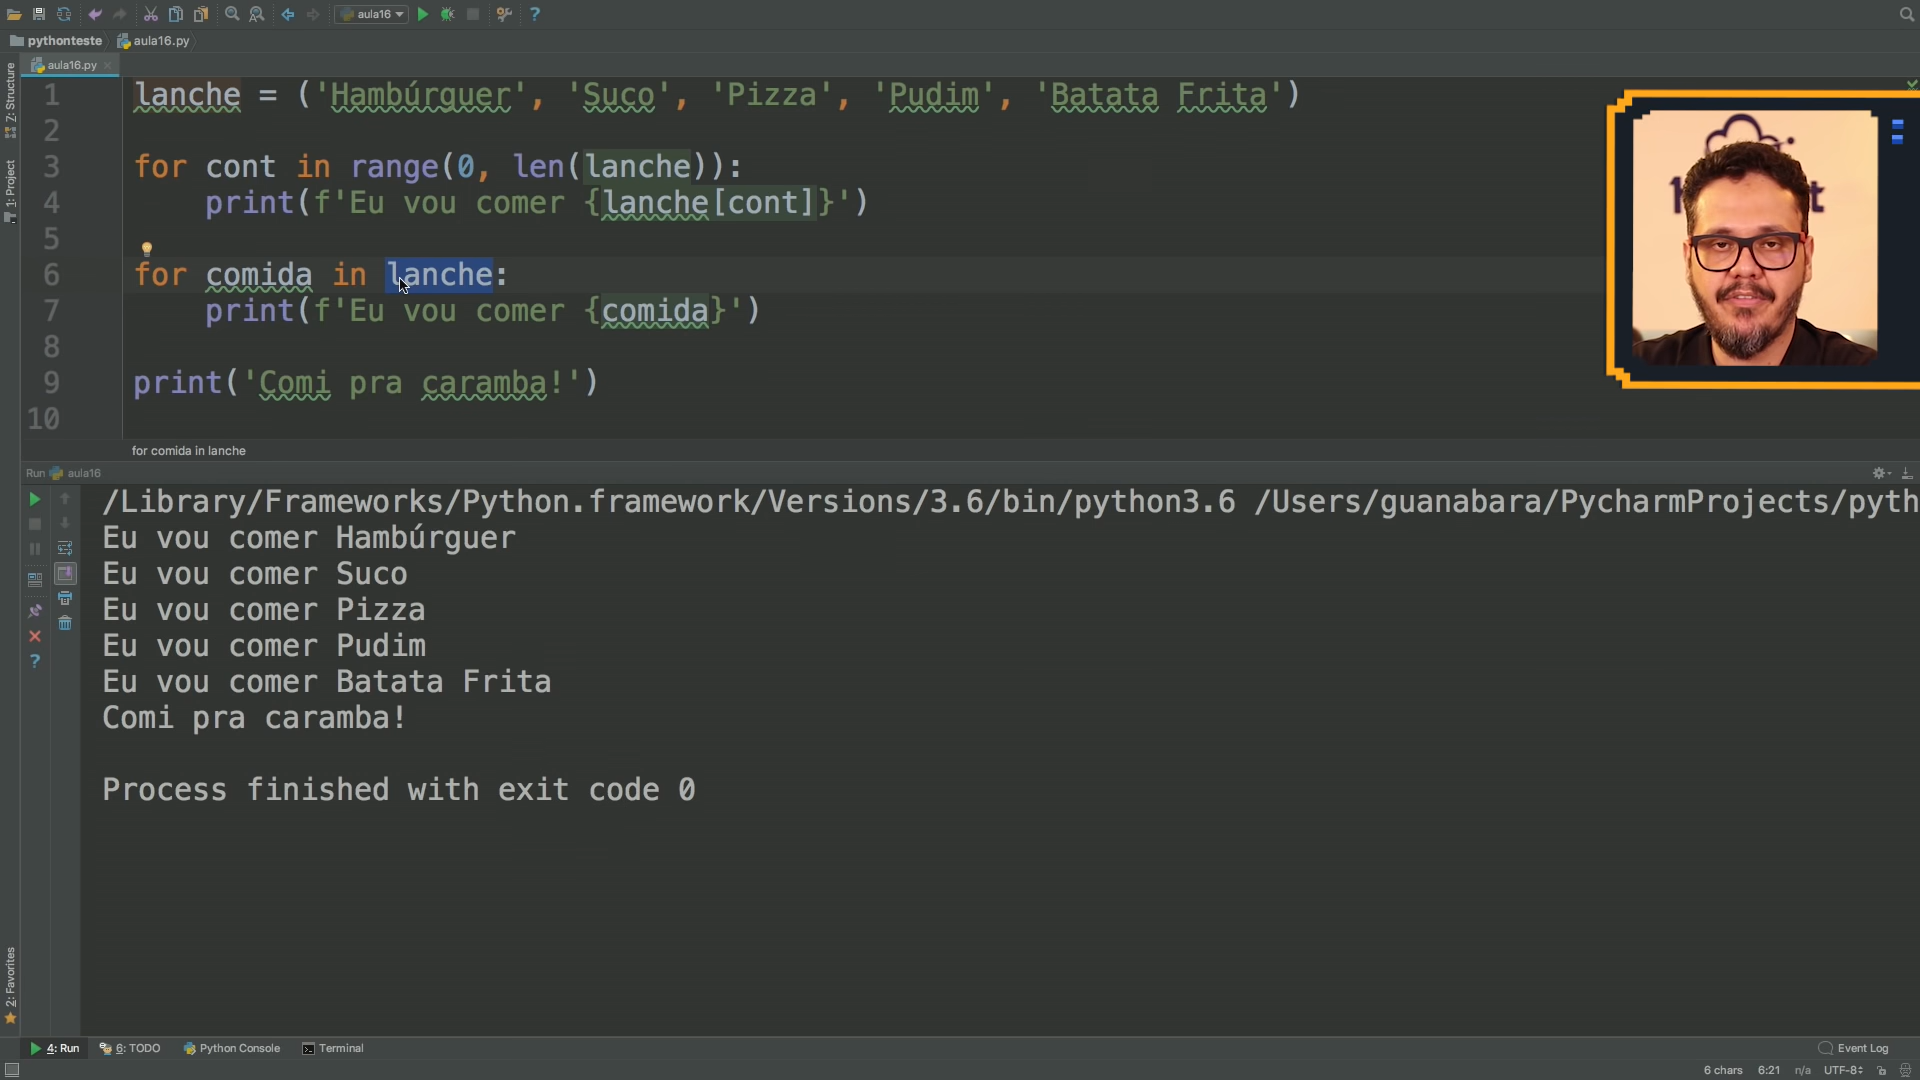 aula16
pythonteste
aula16.py
aula16.py
Z: Structure
1: Project
1 lanche = ('Hambúrguer', 'Suco', 'Pizza', 'Pudim', 'Batata Frita')
2
3 for cont in range(0, len(lanche)):
4 print(f'Eu vou comer {lanche[cont]}')
5
6 for comida in lanche:
7 print(f'Eu vou comer {comida}')
8
9 print('Comi pra caramba!')
10
for comida in lanche
Run aula16
/Library/Frameworks/Python.framework/Versions/3.6/bin/python3.6 /Users/guanabara/PycharmProjects/pyth
Eu vou comer Hambúrguer
Eu vou comer Suco
Eu vou comer Pizza
Eu vou comer Pudim
Eu vou comer Batata Frita
Comi pra caramba!
Process finished with exit code 0
2: Favorites
4: Run 6: TODO Python Console Terminal Event Log
6 chars 6:21 n/a UTF-8